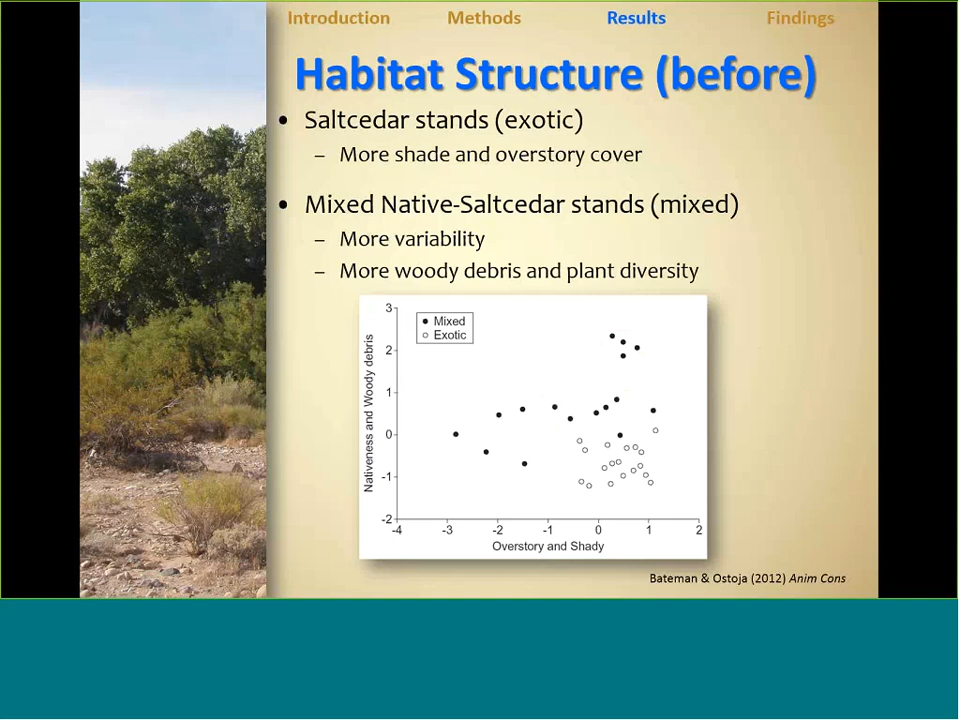 Introduction Methods Results Findings
Habitat Structure (before)
• Saltcedar stands (exotic)
– More shade and overstory cover
• Mixed Native-Saltcedar stands (mixed)
– More variability
– More woody debris and plant diversity
3
Mixed
Exotic
2
1
0
-1
-2
Nativeness and Woody debris
-4 -3 -2 -1 0 1 2
Overstory and Shady
Bateman & Ostoja (2012) Anim Cons